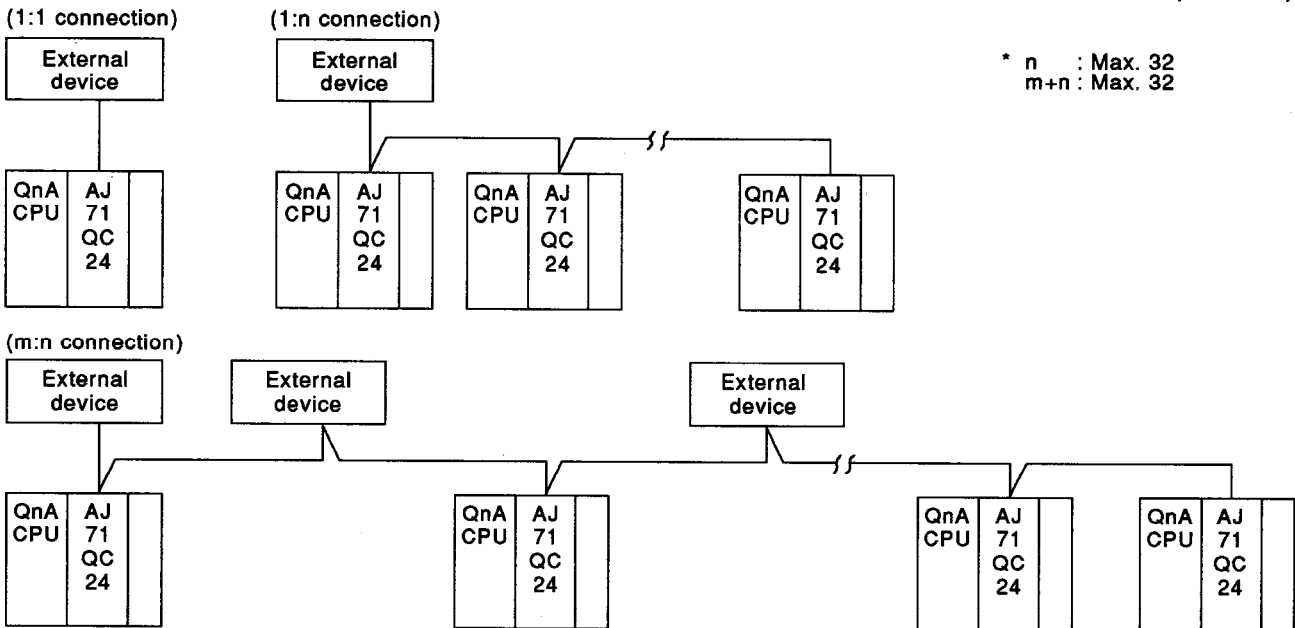 (1:1 connection)
External
device
QnA
CPU
AJ
71
QC
24
(1:n connection)
External
device
QnA
CPU
AJ
71
QC
24
QnA
CPU
AJ
71
QC
24
QnA
CPU
AJ
71
QC
24
* n : Max. 32
m+n : Max. 32
(m:n connection)
External
device
External
device
External
device
QnA
CPU
AJ
71
QC
24
QnA
CPU
AJ
71
QC
24
QnA
CPU
AJ
71
QC
24
QnA
CPU
AJ
71
QC
24